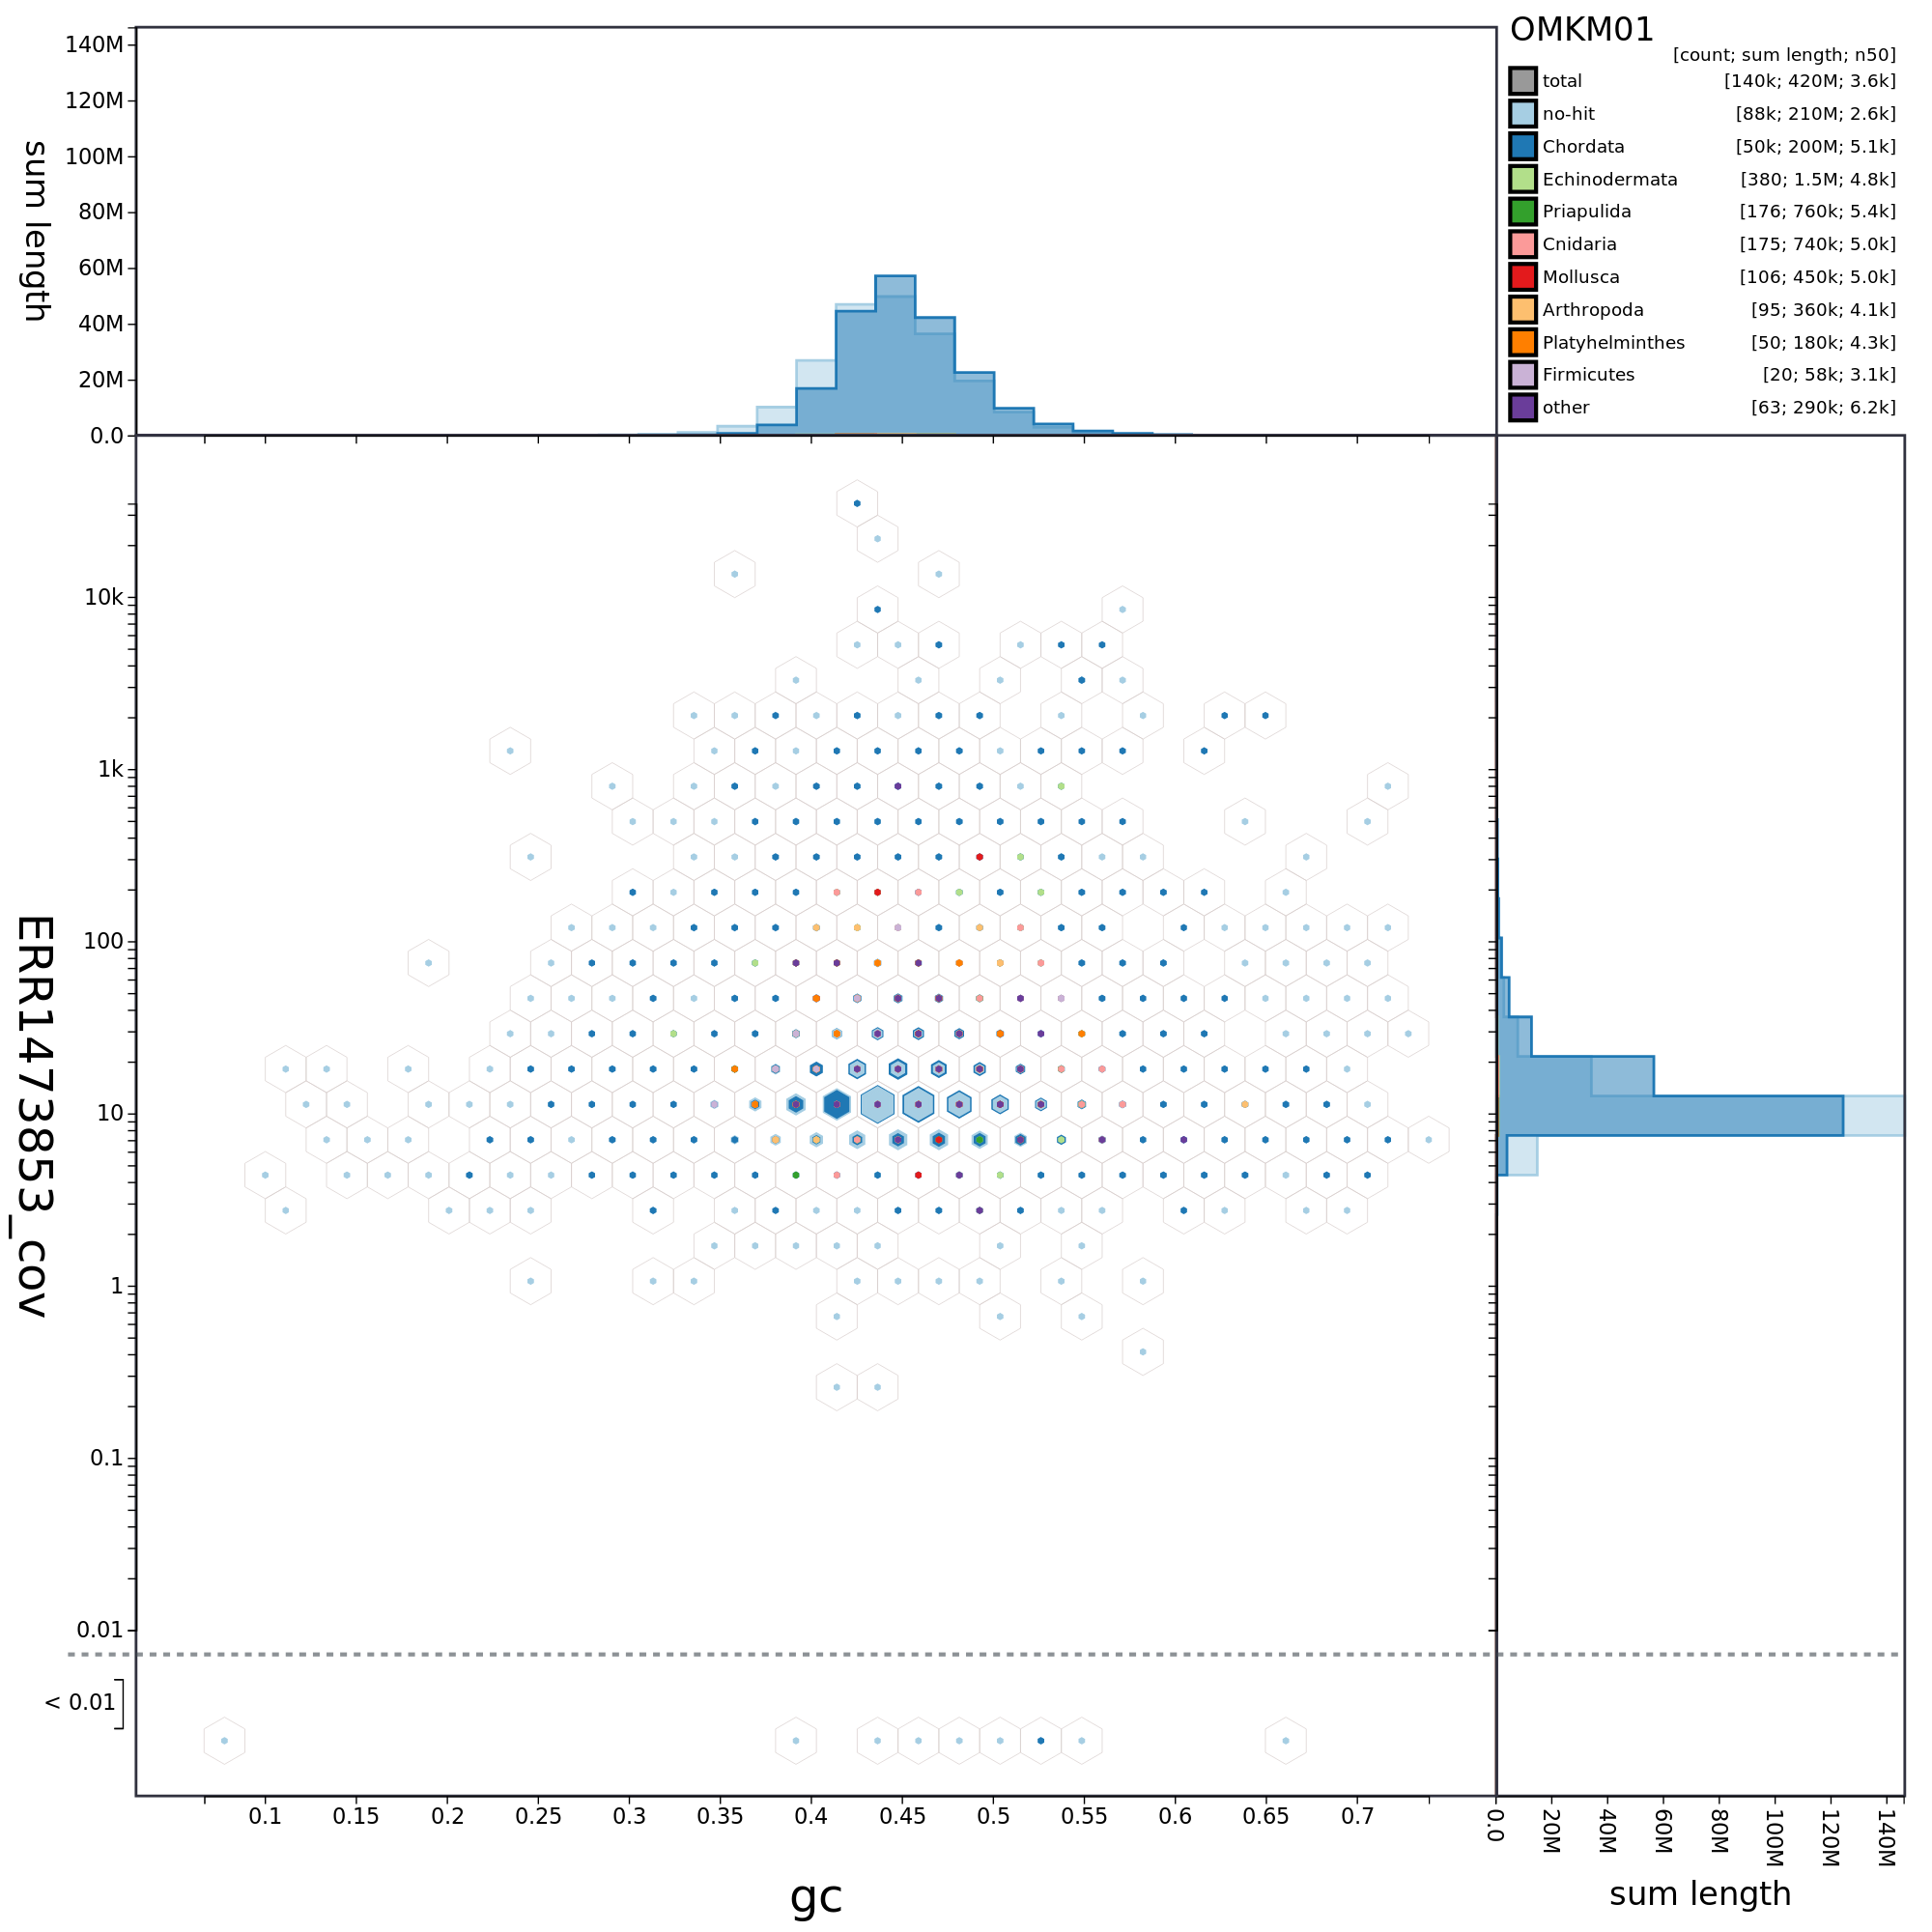 OMKM01
[count; sum length; n50]
total [140k; 420M; 3.6k]
no-hit [88k; 210M; 2.6k]
Chordata [50k; 200M; 5.1k]
Echinodermata [380; 1.5M; 4.8k]
Priapulida [176; 760k; 5.4k]
Cnidaria [175; 740k; 5.0k]
Mollusca [106; 450k; 5.0k]
Arthropoda [95; 360k; 4.1k]
Platyhelminthes [50; 180k; 4.3k]
Firmicutes [20; 58k; 3.1k]
other [63; 290k; 6.2k]
sum length
140M
120M
100M
80M
60M
40M
20M
0.0
ERR1473853_cov
10k
1k
100
10
1
0.1
0.01
< 0.01
0.1 0.15 0.2 0.25 0.3 0.35 0.4 0.45 0.5 0.55 0.6 0.65 0.7
gc
0.0 20M 40M 60M 80M 100M 120M 140M
sum length